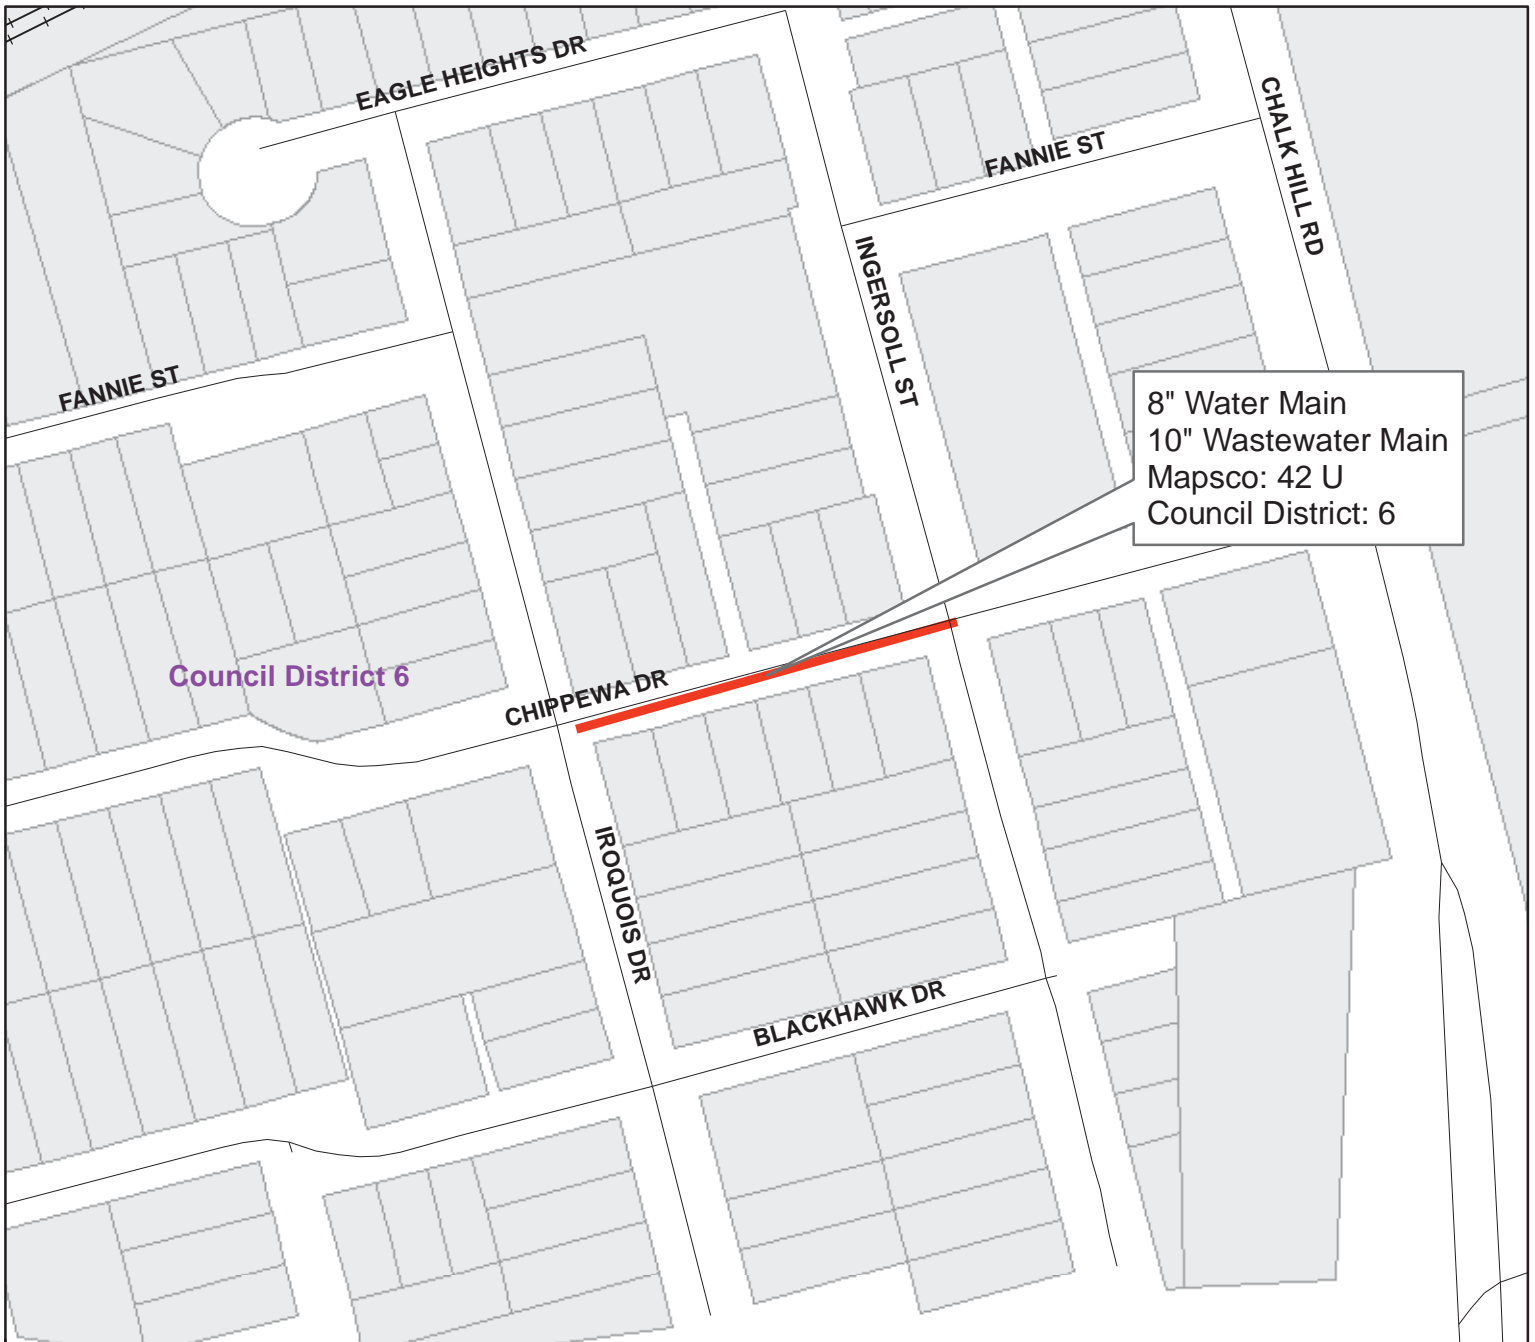 EAGLE HEIGHTS DR
CHALK HILL RD
FANNIE ST
INGERSOLL ST
FANNIE ST
8" Water Main
10" Wastewater Main
Mapsco: 42 U
Council District: 6
Council District 6
CHIPPEWA DR
IROQUOIS DR
BLACKHAWK DR